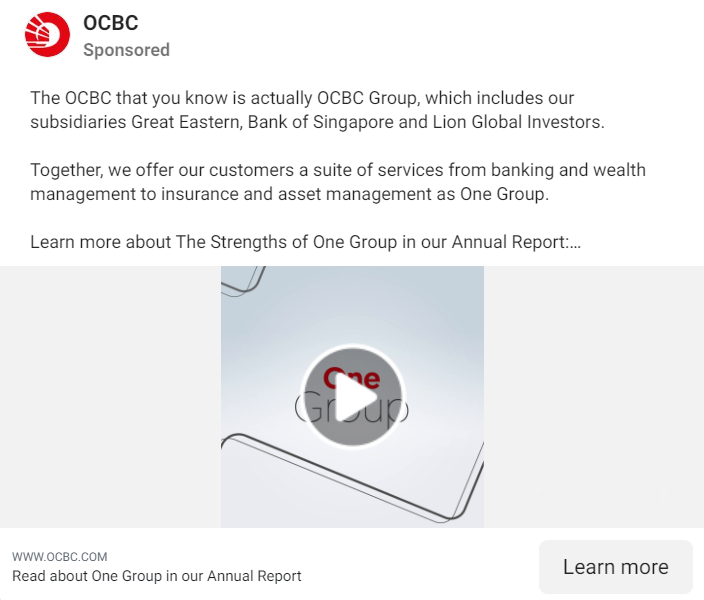 OCBC
Sponsored
The OCBC that you know is actually OCBC Group, which includes our
subsidiaries Great Eastern, Bank of Singapore and Lion Global Investors.
Together, we offer our customers a suite of services from banking and wealth
management to insurance and asset management as One Group.
Learn more about The Strengths of One Group in our Annual Report:...
One
Group
WWW.OCBC.COM
Read about One Group in our Annual Report
Learn more